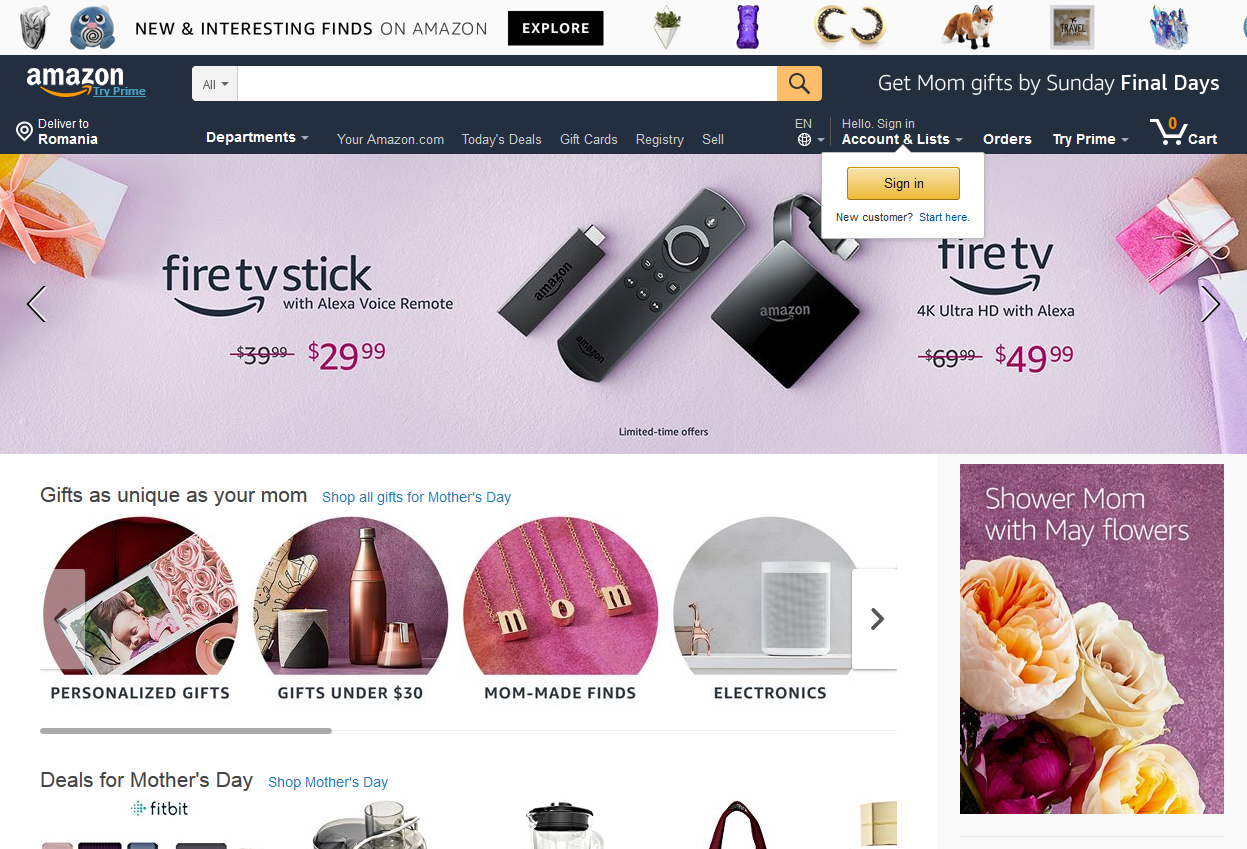 NEW & INTERESTING FINDS ON AMAZON EXPLORE
TRAVEL
amazon
Try Prime
All
Get Mom gifts by Sunday Final Days
Deliver to
Romania
Departments
Your Amazon.com Today's Deals Gift Cards Registry Sell
EN
Hello. Sign in
Account & Lists
Orders
Try Prime
0
Cart
Sign in
New customer? Start here.
fire tv stick
with Alexa Voice Remote
$39.99 $29.99
amazon
amazon
amazon
fire tv
4K Ultra HD with Alexa
$69.99 $49.99
Limited-time offers
Gifts as unique as your mom Shop all gifts for Mother's Day
m o m
PERSONALIZED GIFTS
GIFTS UNDER $30
MOM-MADE FINDS
ELECTRONICS
Shower Mom
with May flowers
Deals for Mother's Day Shop Mother's Day
fitbit